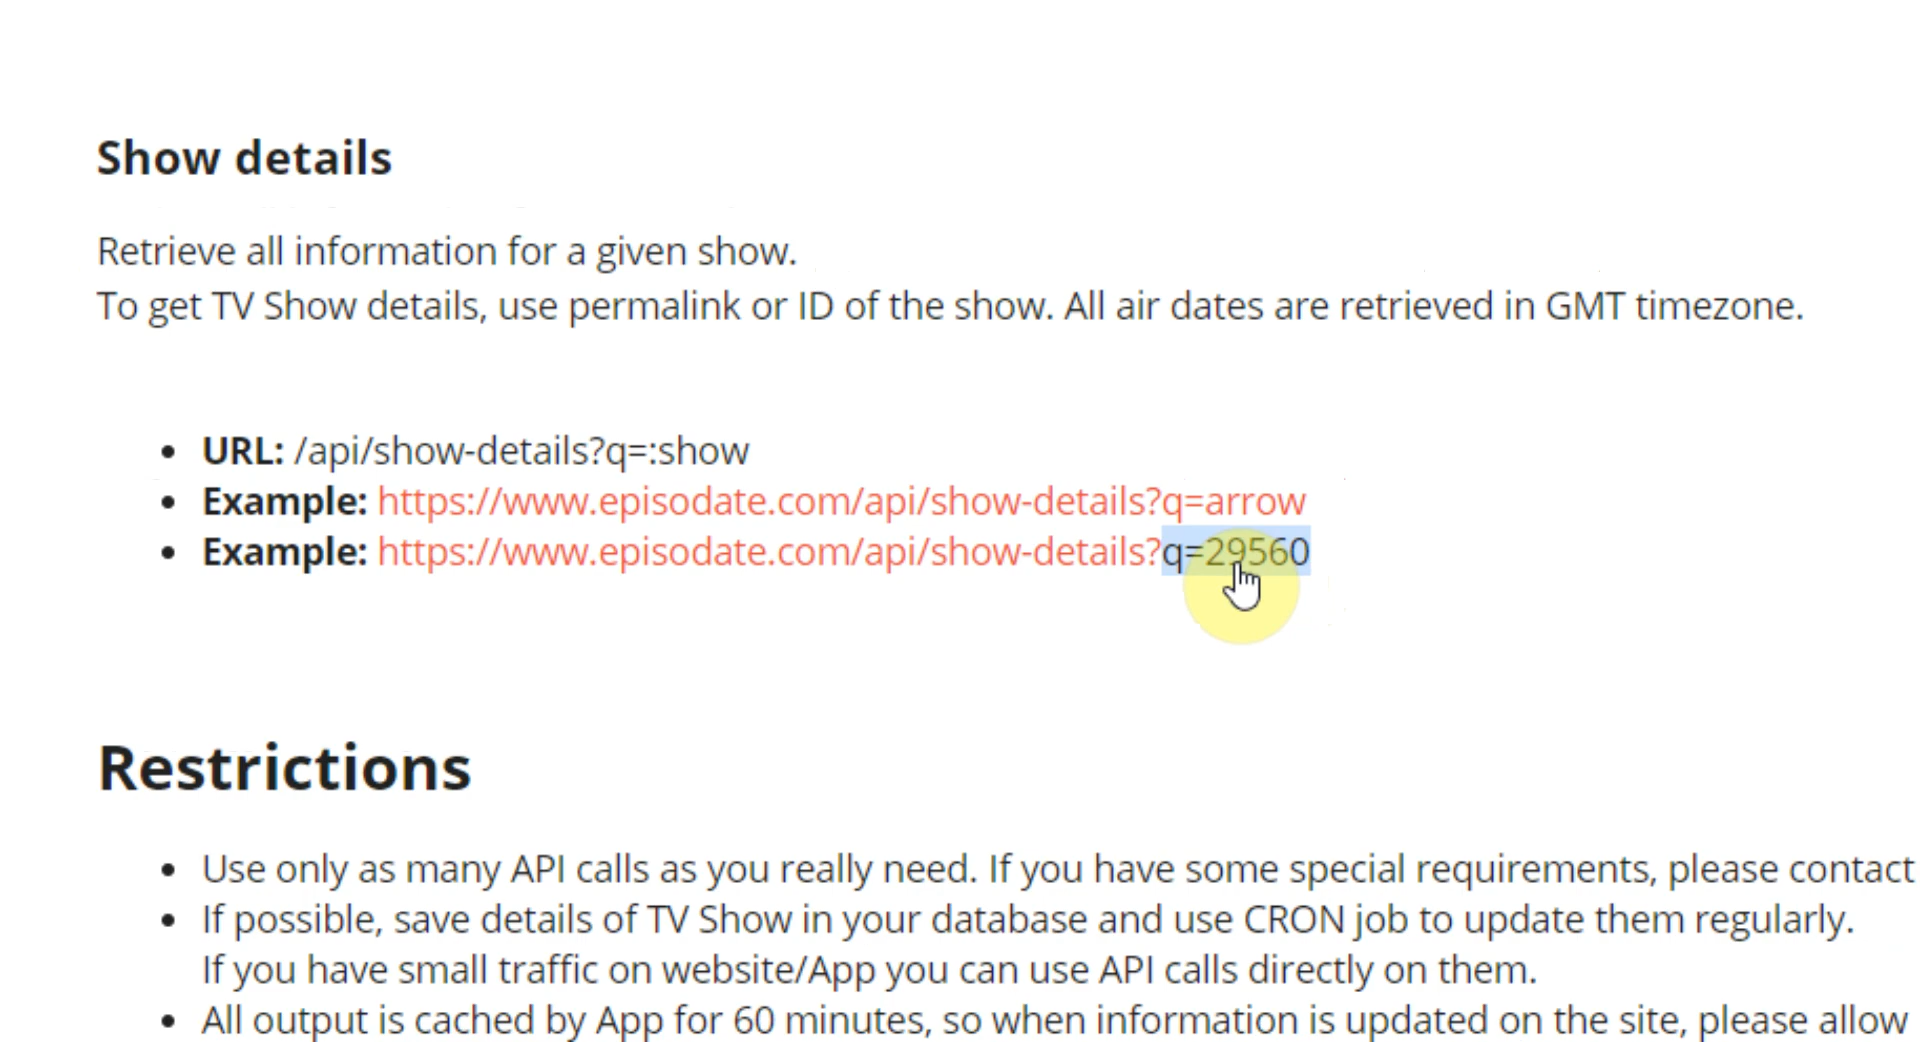 Show details
Retrieve all information for a given show.
To get TV Show details, use permalink or ID of the show. All air dates are retrieved in GMT timezone.
• URL: /api/show-details?q=:show
• Example: https://www.episodate.com/api/show-details?q=arrow
• Example: https://www.episodate.com/api/show-details?q=29560
Restrictions
• Use only as many API calls as you really need. If you have some special requirements, please contact
• If possible, save details of TV Show in your database and use CRON job to update them regularly.
If you have small traffic on website/App you can use API calls directly on them.
• All output is cached by App for 60 minutes, so when information is updated on the site, please allow